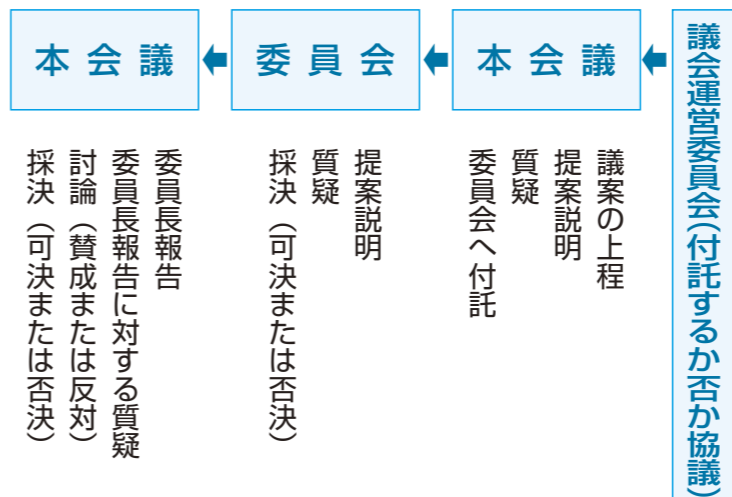 議会運営委員会(付託するか否か協議)
本会議
議案の上程
提案説明
質疑
委員会へ付託
委員会
提案説明
質疑
採決(可決または否決)
本会議
委員長報告
委員長報告に対する質疑
討論(賛成または反対)
採決(可決または否決)